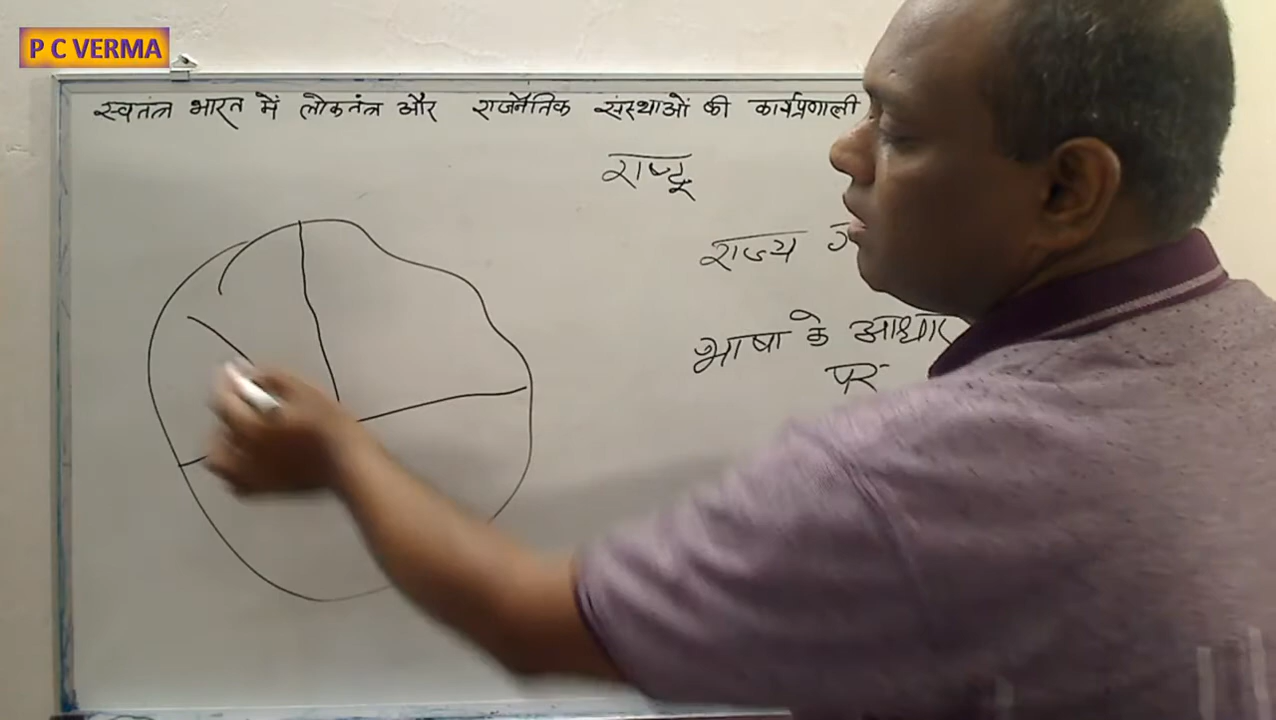 P C VERMA
स्वतंत्र भारत में लोकतंत्र और राजनैतिक संस्थाओं की कार्यप्रणाली
राष्ट्र
राज्य
भाषा के आधार
पर